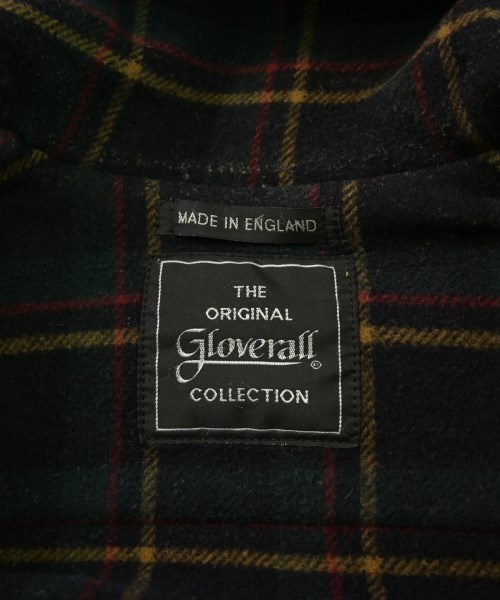 MADE IN ENGLAND
THE
ORIGINAL
Gloverall
©
COLLECTION